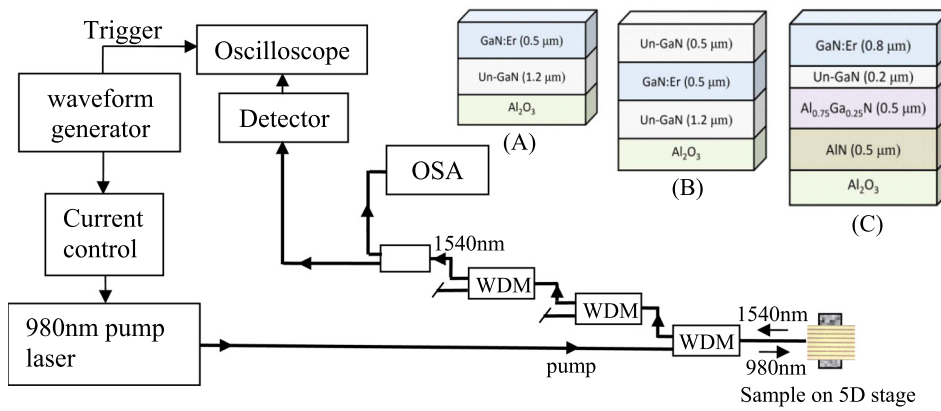 Trigger
Oscilloscope
waveform
generator
Detector
Current
control
980nm pump
laser
OSA
1540nm
WDM
WDM
WDM
pump
1540nm
980nm
Sample on 5D stage
GaN:Er (0.5 μm)
Un-GaN (1.2 μm)
Al₂O₃
(A)
Un-GaN (0.5 μm)
GaN:Er (0.5 μm)
Un-GaN (1.2 μm)
Al₂O₃
(B)
GaN:Er (0.8 μm)
Un-GaN (0.2 μm)
Al₀.₇₅Ga₀.₂₅N (0.5 μm)
AlN (0.5 μm)
Al₂O₃
(C)